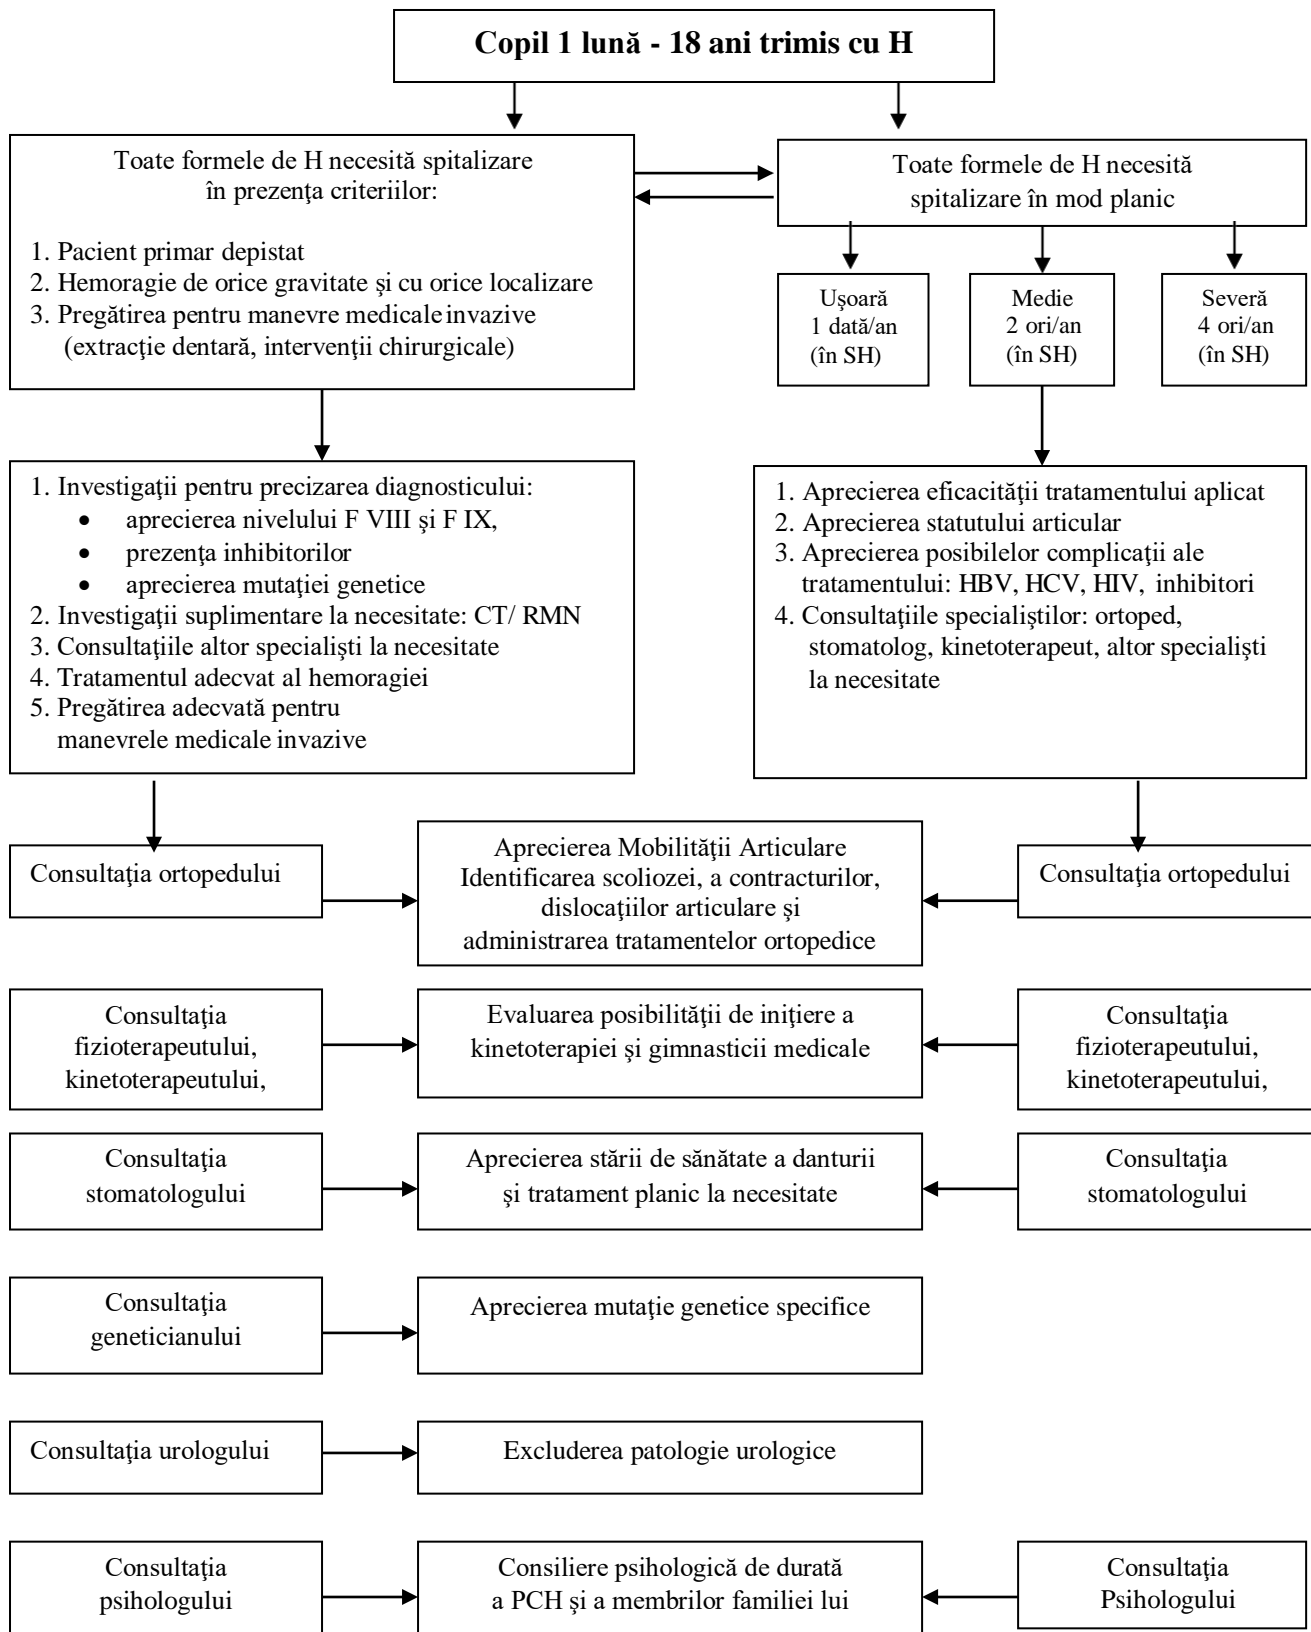 Copil 1 lună - 18 ani trimis cu H
Toate formele de H necesită spitalizare
în prezenţa criteriilor:
1. Pacient primar depistat
2. Hemoragie de orice gravitate şi cu orice localizare
3. Pregătirea pentru manevre medicale invazive
(extracţie dentară, intervenţii chirurgicale)
Toate formele de H necesită
spitalizare în mod planic
Uşoară
1 dată/an
(în SH)
Medie
2 ori/an
(în SH)
Severă
4 ori/an
(în SH)
1. Investigaţii pentru precizarea diagnosticului:
• aprecierea nivelului F VIII şi F IX,
• prezenţa inhibitorilor
• aprecierea mutaţiei genetice
2. Investigaţii suplimentare la necesitate: CT/ RMN
3. Consultaţiile altor specialişti la necesitate
4. Tratamentul adecvat al hemoragiei
5. Pregătirea adecvată pentru
manevrele medicale invazive
1. Aprecierea eficacităţii tratamentului aplicat
2. Aprecierea statutului articular
3. Aprecierea posibilelor complicaţii ale
tratamentului: HBV, HCV, HIV, inhibitori
4. Consultaţiile specialiştilor: ortoped,
stomatolog, kinetoterapeut, altor specialişti
la necesitate
Consultaţia ortopedului
Aprecierea Mobilităţii Articulare
Identificarea scoliozei, a contracturilor,
dislocaţiilor articulare şi
administrarea tratamentelor ortopedice
Consultaţia ortopedului
Consultaţia
fizioterapeutului,
kinetoterapeutului,
Evaluarea posibilităţii de iniţiere a
kinetoterapiei şi gimnasticii medicale
Consultaţia
fizioterapeutului,
kinetoterapeutului,
Consultaţia
stomatologului
Aprecierea stării de sănătate a danturii
şi tratament planic la necesitate
Consultaţia
stomatologului
Consultaţia
geneticianului
Aprecierea mutaţie genetice specifice
Consultaţia urologului
Excluderea patologie urologice
Consultaţia
psihologului
Consiliere psihologică de durată
a PCH şi a membrilor familiei lui
Consultaţia
Psihologului